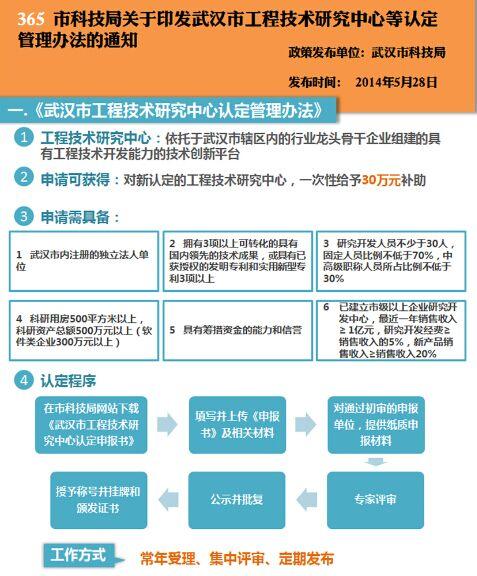 365 市科技局关于印发武汉市工程技术研究中心等认定
管理办法的通知
政策发布单位：武汉市科技局
发布时间： 2014年5月28日
一.《武汉市工程技术研究中心认定管理办法》
1 工程技术研究中心：依托于武汉市辖区内的行业龙头骨干企业组建的具
有工程技术开发能力的技术创新平台
2 申请可获得：对新认定的工程技术研究中心，一次性给予30万元补助
3 申请需具备：
1 武汉市内注册的独立法人单
位
2 拥有3项以上可转化的具有
国内领先的技术成果，或具有已
获授权的发明专利和实用新型专
利3项以上
3 研究开发人员不少于30人，
固定人员比例不低于70%，中
高级职称人员所占比例不低于
30%
4 科研用房500平方米以上，
科研资产总额500万元以上（软
件类企业300万元以上）
5 具有筹措资金的能力和信誉
6 已建立市级以上企业研究开
发中心，最近一年销售收入
≥1亿元，研究开发经费≥
销售收入的5%，新产品销
售收入≥销售收入20%
4 认定程序
在市科技局网站下载
《武汉市工程技术研
究中心认定申报书》
填写并上传《申报
书》及相关材料
对通过初审的申报
单位，提供纸质申
报材料
授予称号并挂牌和
颁发证书
公示并批复
专家评审
工作方式
常年受理、集中评审、定期发布